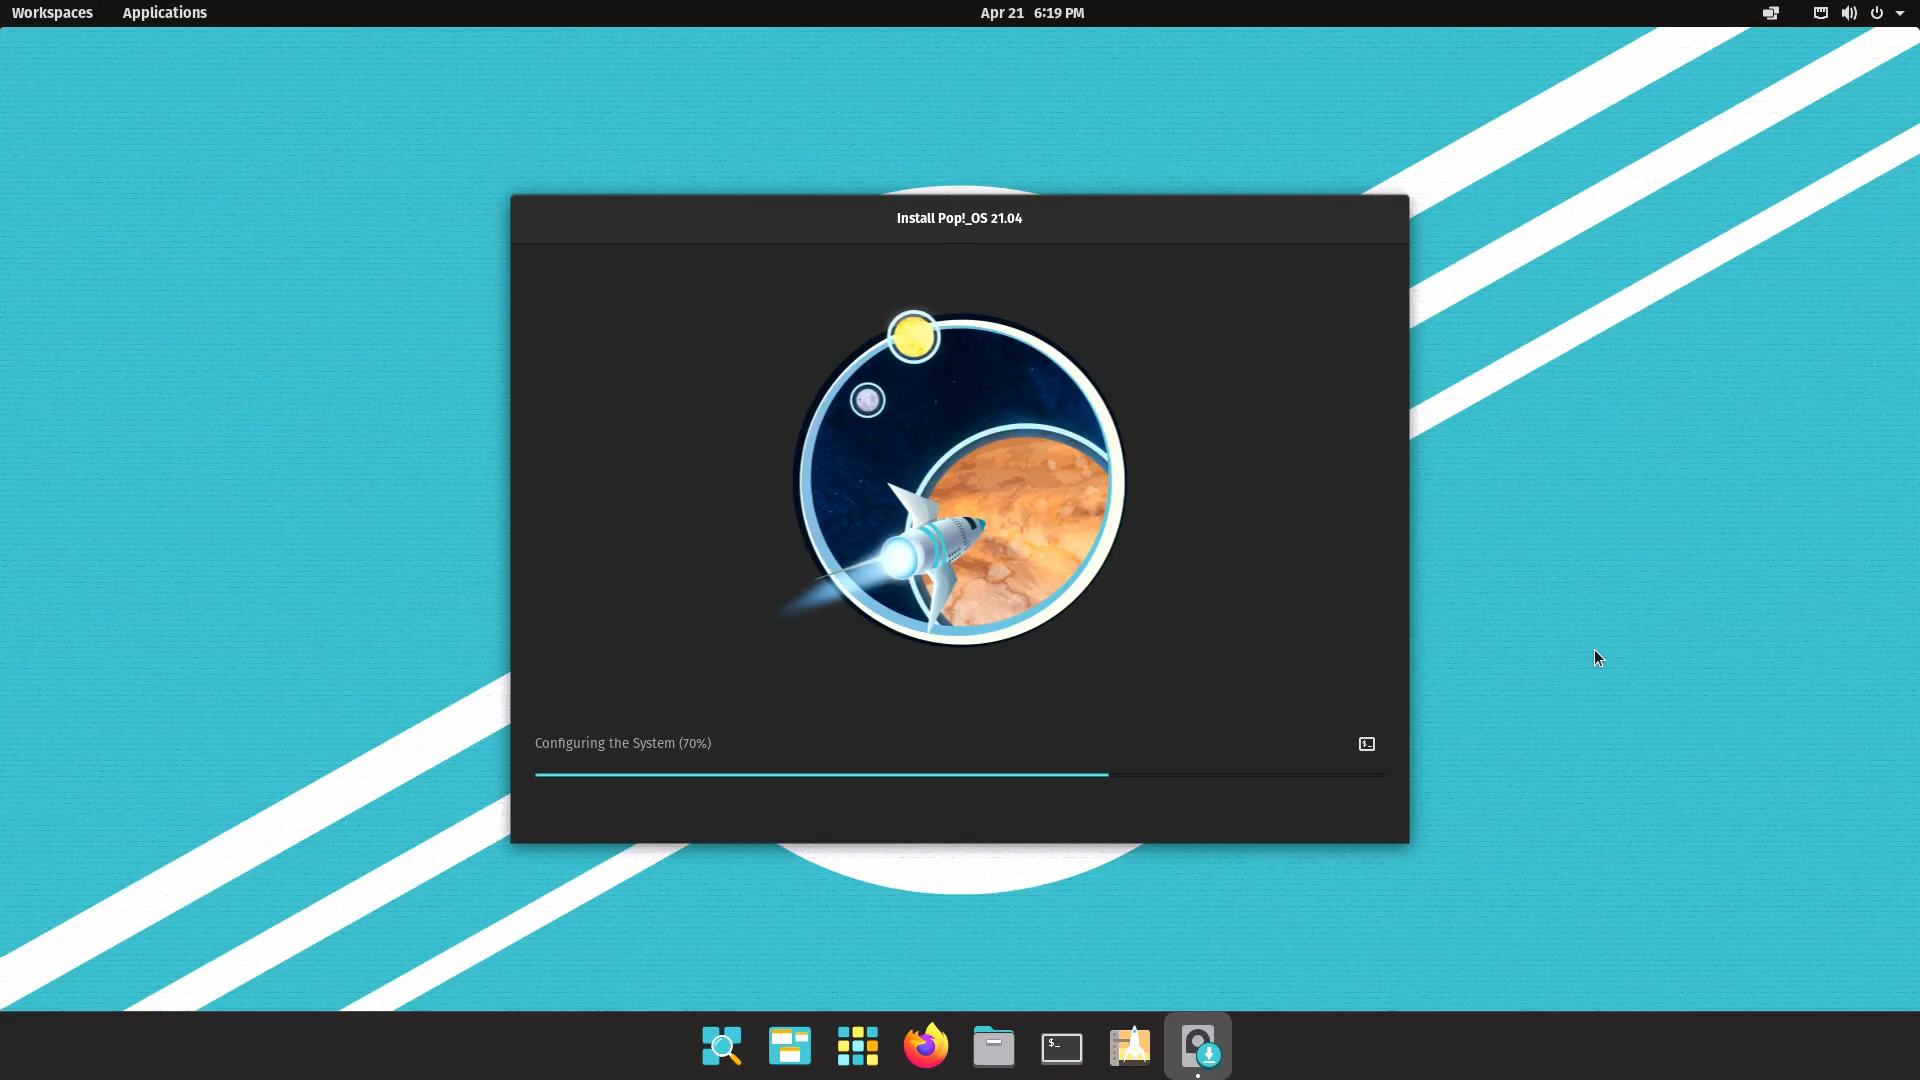 Workspaces Applications Apr 21 6:19 PM
Install Pop!_OS 21.04
Configuring the System (70%)
$_
$_